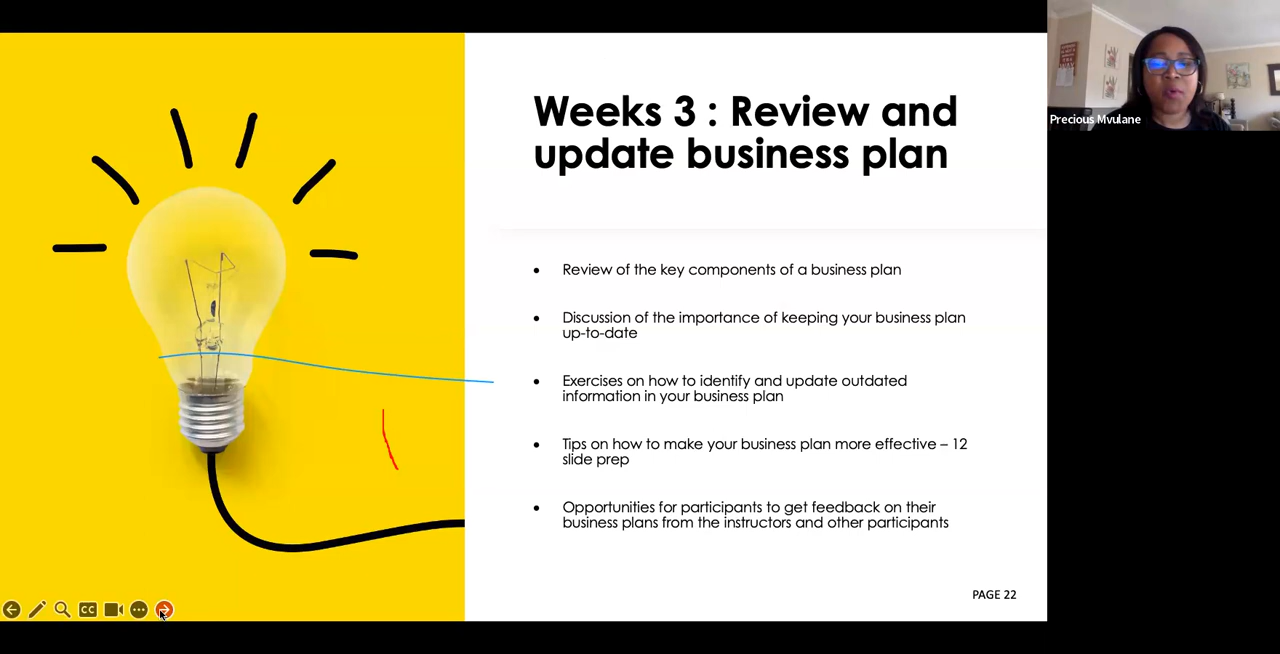 Weeks 3 : Review and
update business plan
Precious Mvulane
• Review of the key components of a business plan
• Discussion of the importance of keeping your business plan
up-to-date
• Exercises on how to identify and update outdated
information in your business plan
• Tips on how to make your business plan more effective – 12
slide prep
• Opportunities for participants to get feedback on their
business plans from the instructors and other participants
PAGE 22
CC